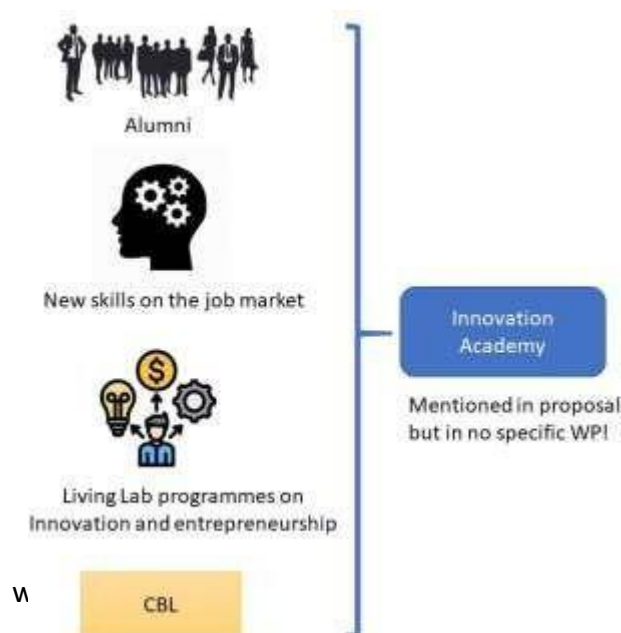 Alumni
New skills on the job market
Innovation
Academy
Mentioned in proposal
but in no specific WP!
$
Living Lab programmes on
Innovation and entrepreneurship
CBL